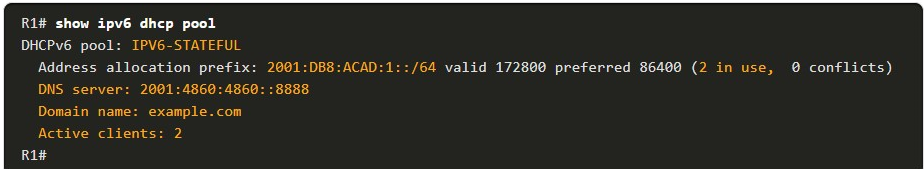 R1# show ipv6 dhcp pool
DHCPv6 pool: IPV6-STATEFUL
Address allocation prefix: 2001:DB8:ACAD:1::/64 valid 172800 preferred 86400 (2 in use, 0 conflicts)
DNS server: 2001:4860:4860::8888
Domain name: example.com
Active clients: 2
R1#